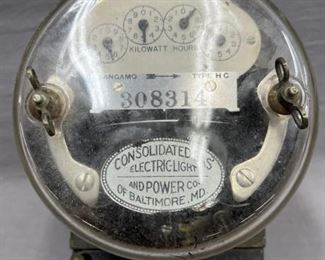 KILOWATT HOURS
SANGAMO TYPE HC
308314
CONSOLIDATED GAS
ELECTRIC LIGHT
AND POWER CO.
OF BALTIMORE, MD.